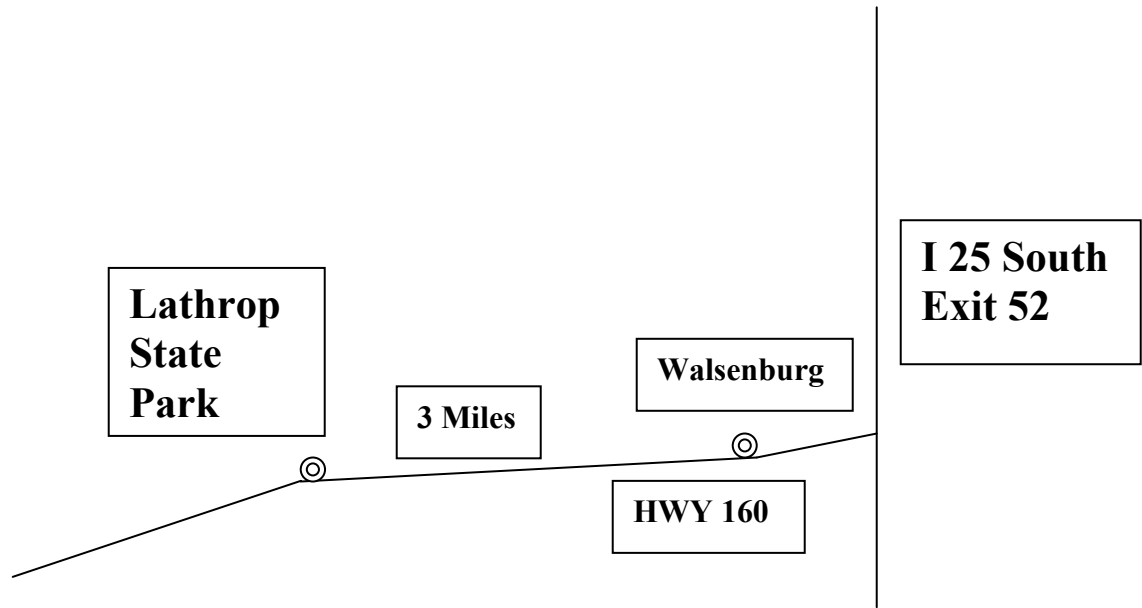 Lathrop
State
Park
3 Miles
Walsenburg
HWY 160
I 25 South
Exit 52